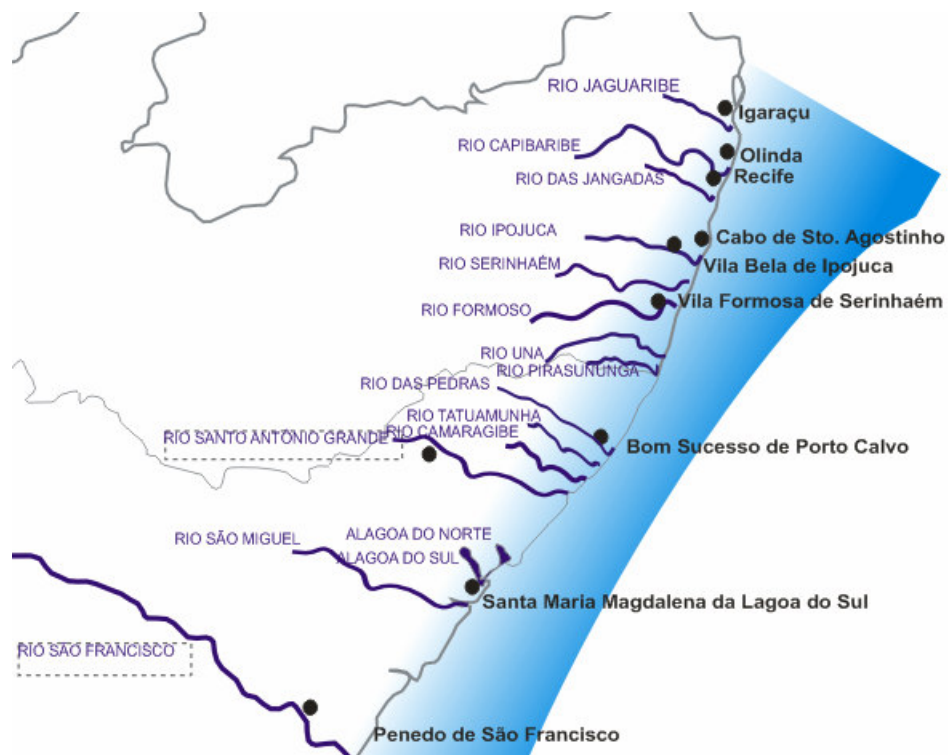 RIO JAGUARIBE
Igaraçu
RIO CAPIBARIBE
Olinda
RIO DAS JANGADAS
Recife
RIO IPOJUCA
Cabo de Sto. Agostinho
RIO SERINHAÉM
Vila Bela de Ipojuca
RIO FORMOSO
Vila Formosa de Serinhaém
RIO UNA
RIO PIRASUNUNGA
RIO DAS PEDRAS
RIO TATUAMUNHA
RIO CAMARAGIBE
RIO SANTO ANTÔNIO GRANDE
Bom Sucesso de Porto Calvo
RIO SÃO MIGUEL
ALAGOA DO NORTE
ALAGOA DO SUL
Santa Maria Magdalena da Lagoa do Sul
RIO SÃO FRANCISCO
Penedo de São Francisco